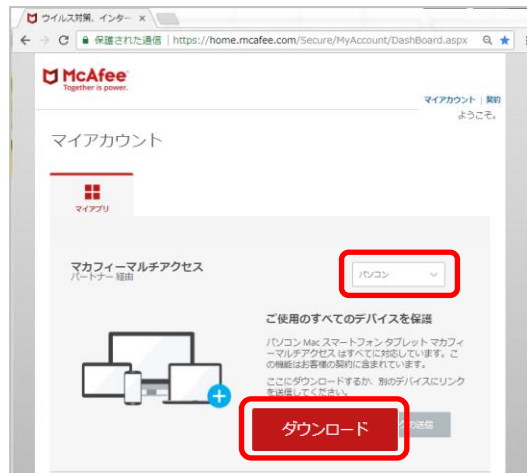 ウイルス対策、インター ×
保護された通信 | https://home.mcafee.com/Secure/MyAccount/DashBoard.aspx
McAfee
Together is power.
マイアカウント | 契約
ようこそ。
マイアカウント
マイアプリ
マカフィーマルチアクセス
パートナー 経由
パソコン
ご使用のすべてのデバイスを保護
パソコン Mac スマートフォン タブレット マカフィ
ーマルチアクセス はすべてに対応しています。こ
の機能はお客様の契約に含まれています。
ここにダウンロードするか、別のデバイスにリンク
を送信してください。
ダウンロード
の送信